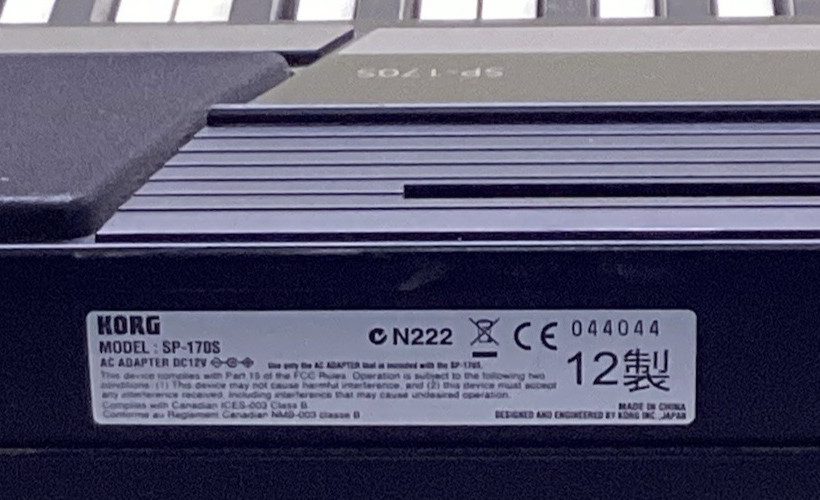 SP-170S
KORG
MODEL : SP-170S
N222
044044
AC ADAPTER DC12V
Use only the AC ADAPTER that is included with the SP-170S.
12製
This device complies with Part 15 of the FCC Rules. Operation is subject to the following two
conditions: (1) This device may not cause harmful interference, and (2) this device must accept
any interference received, including interference that may cause undesired operation.
Complies with Canadian ICES-003 Class B.
Conforme au Règlement Canadien NMB-003 classe B
MADE IN CHINA
DESIGNED AND ENGINEERED BY KORG INC. JAPAN